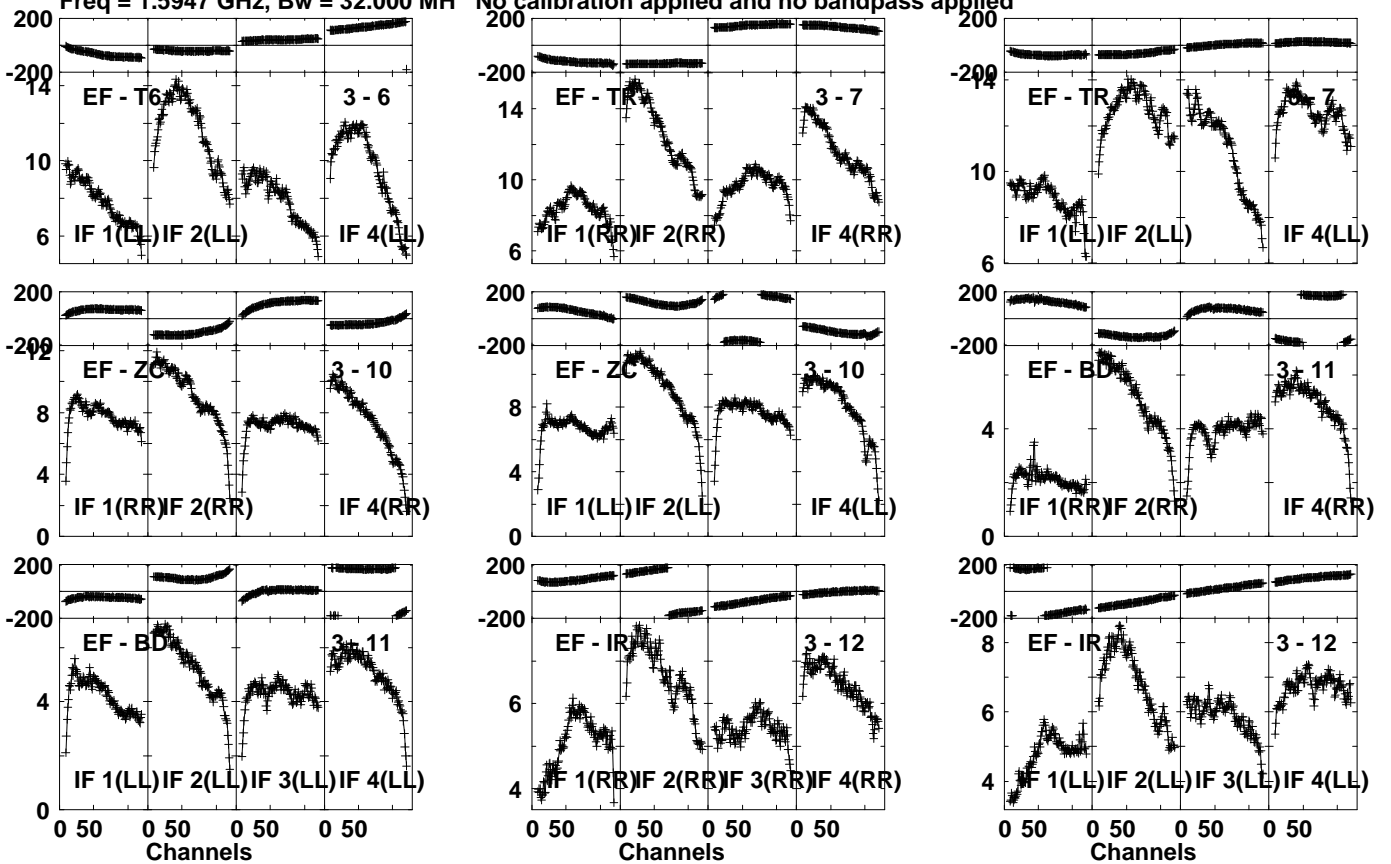 Freq = 1.5947 GHz, Bw = 32.000 MH No calibration applied and no bandpass applied
200 200 200
-200 -200 -200
14 14 14
EF - T6 3 - 6 EF - TR 3 - 7 EF - TR 3 - 7
10 10 10
6 6 6
IF 1(LL) IF 2(LL) IF 4(LL) IF 1(RR) IF 2(RR) IF 4(RR) IF 1(LL) IF 2(LL) IF 4(LL)
200 200 200
-200 -200 -200
12
EF - ZC 3 - 10 EF - ZC 3 - 10 EF - BD 3 - 11
8 8 4
4 4
IF 1(RR) IF 2(RR) IF 4(RR) IF 1(LL) IF 2(LL) IF 4(LL) IF 1(RR) IF 2(RR) IF 4(RR)
0 0 0
200 200 200
-200 -200 -200
EF - BD 3 - 11 EF - IR 3 - 12 EF - IR 3 - 12
8
4 6 6
4 4
IF 1(LL) IF 2(LL) IF 3(LL) IF 4(LL) IF 1(RR) IF 2(RR) IF 3(RR) IF 4(RR) IF 1(LL) IF 2(LL) IF 3(LL) IF 4(LL)
0
0 50 0 50 0 50 0 50 0 50 0 50 0 50 0 50 0 50 0 50 0 50 0 50
Channels Channels Channels